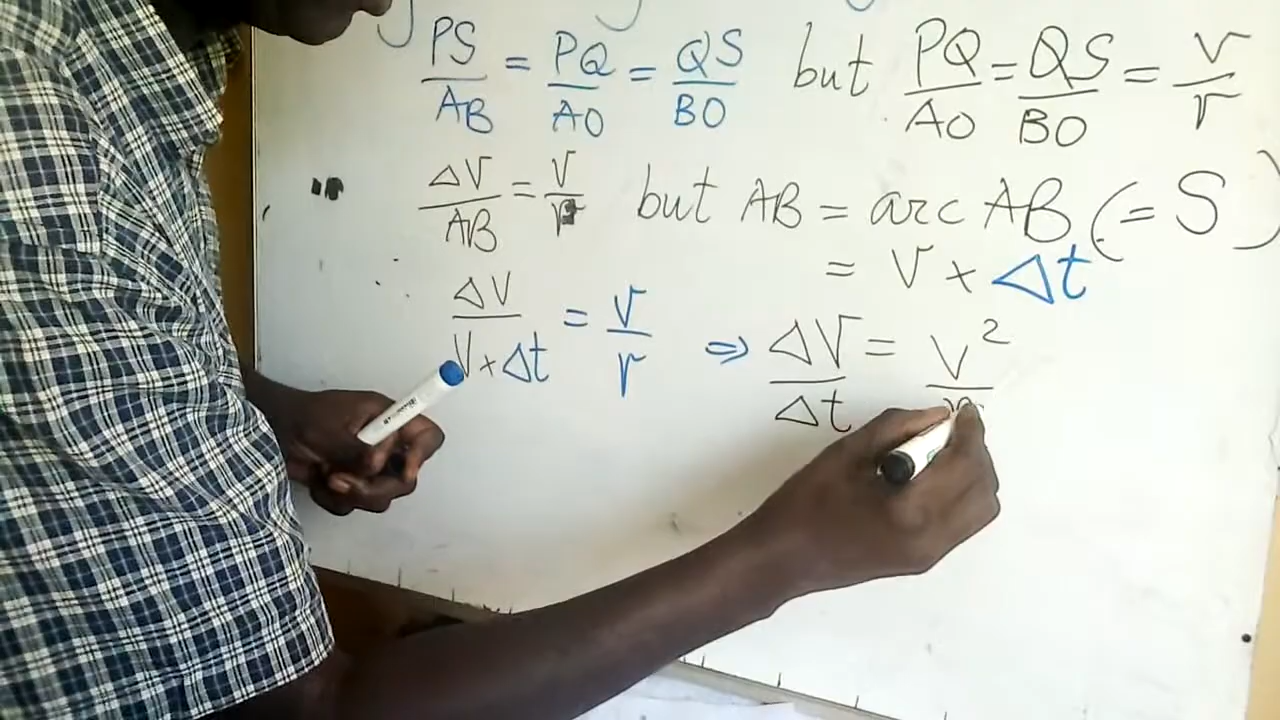 PS/AB = PQ/AO = QS/BO but PQ/AO = QS/BO = v/r
ΔV/AB = V/r but AB = arc AB (= S)
= V × Δt
ΔV/V × Δt = v/r ⇒ ΔV/Δt = v²/r